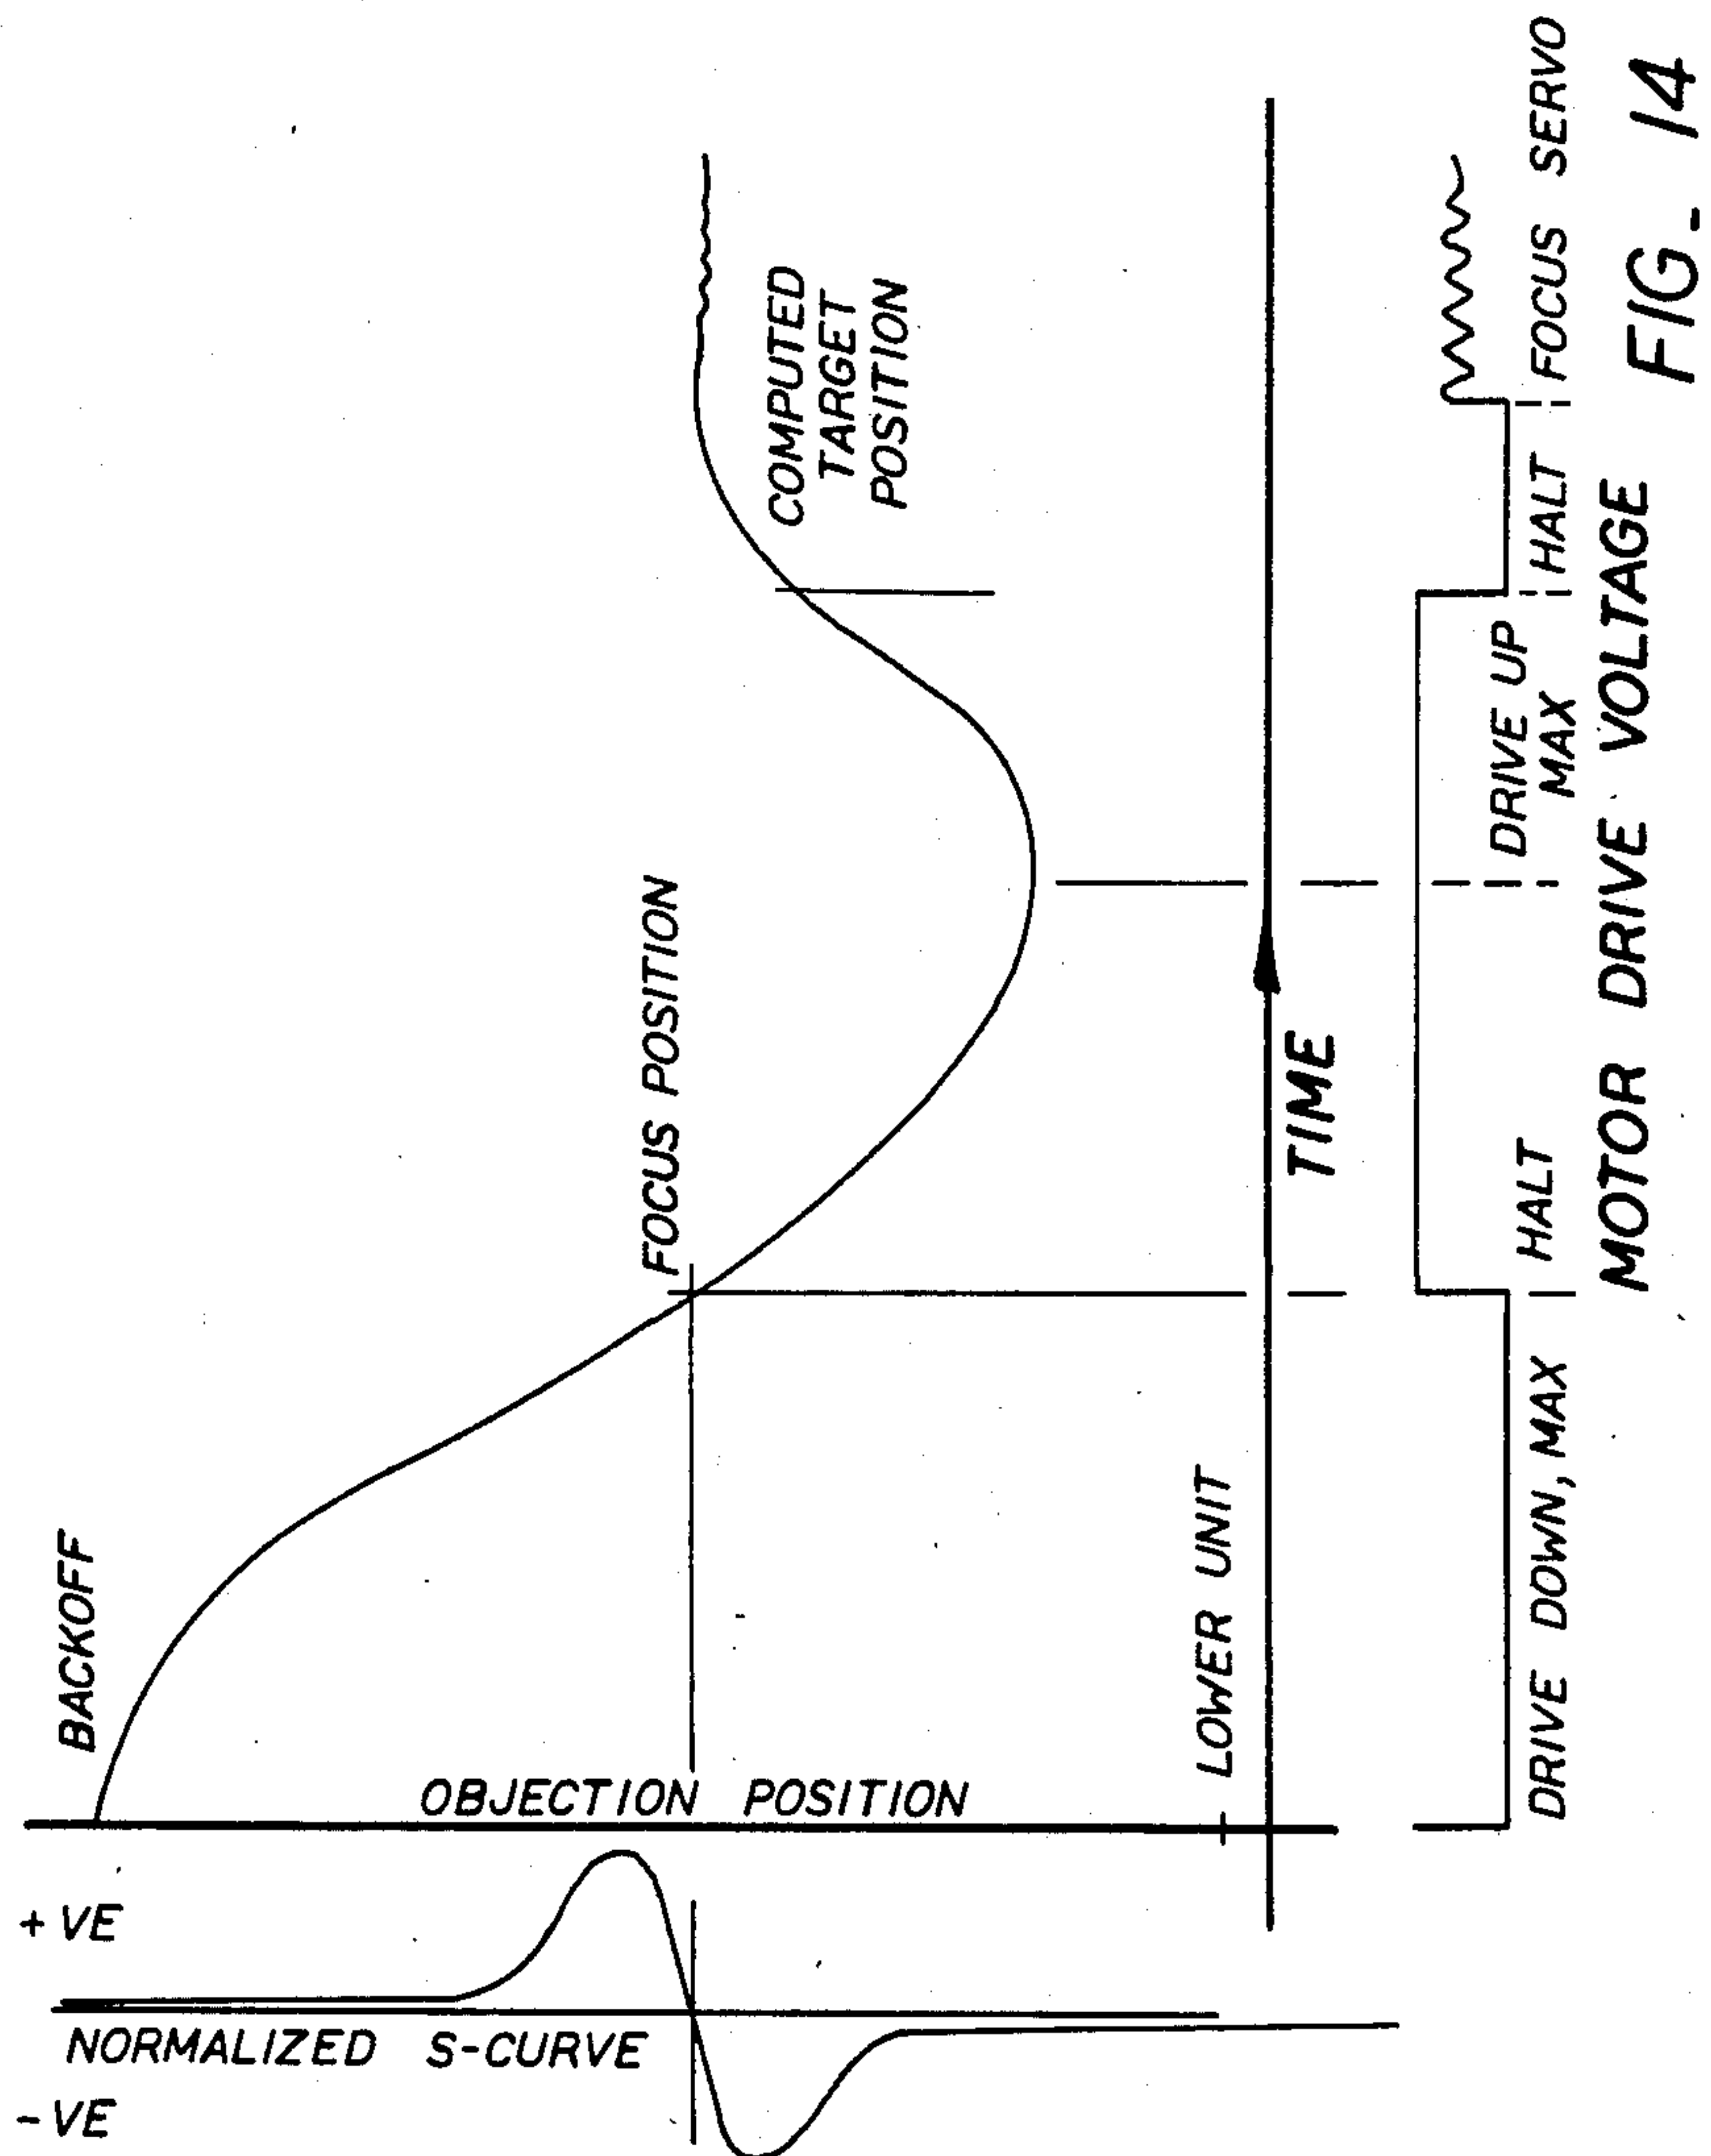 +VE
NORMALIZED S-CURVE
-VE
BACKOFF
OBJECTION POSITION
FOCUS POSITION
COMPUTED
TARGET
POSITION
LOWER UNIT
TIME
DRIVE DOWN, MAX
HALT
DRIVE UP
MAX
HALT
FOCUS SERVO
MOTOR DRIVE VOLTAGE
FIG_ 14